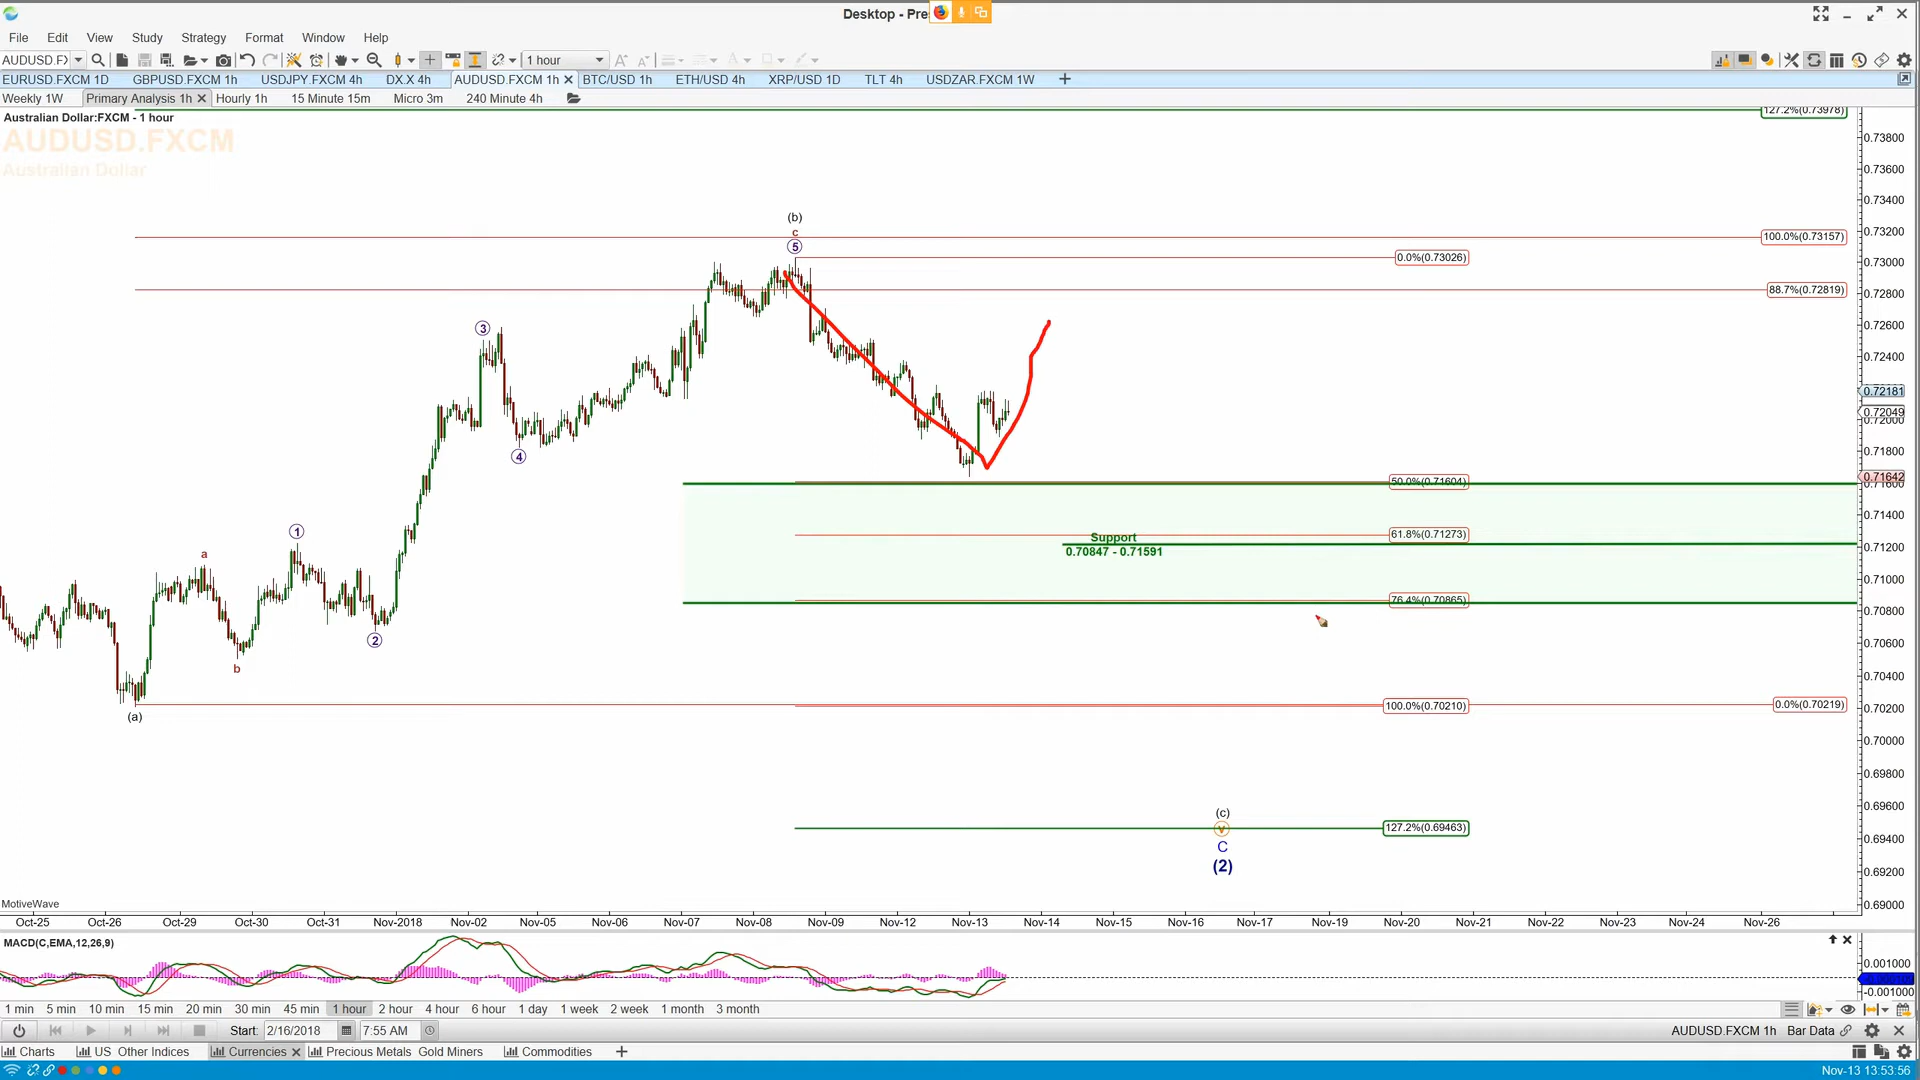 Desktop - Pre
File Edit View Study Strategy Format Window Help
AUDUSD.F> 1 hour
EURUSD.FXCM 1D GBPUSD.FXCM 1h USDJPY.FXCM 4h DX.X 4h AUDUSD.FXCM 1h BTC/USD 1h ETH/USD 4h XRP/USD 1D TLT 4h USDZAR.FXCM 1W
Weekly 1W Primary Analysis 1h Hourly 1h 15 Minute 15m Micro 3m 240 Minute 4h
Australian Dollar:FXCM - 1 hour
AUDUSD.FXCM
Australian Dollar
127.2%(0.73978)
0.73800
0.73600
0.73400
(b)
c
5
100.0%(0.73157)
0.73200
0.0%(0.73026)
0.73000
88.7%(0.72819)
0.72800
3
0.72600
0.72400
0.72181
0.72049
0.72000
4
0.71800
50.0%(0.71604)
0.71642
0.71600
0.71400
1
61.8%(0.71273)
Support
0.70847 - 0.71591
a
0.71200
0.71000
76.4%(0.70865)
0.70800
2
b
0.70600
0.70400
100.0%(0.70210)
0.0%(0.70219)
0.70200
(a)
0.70000
0.69800
0.69600
(c)
v
127.2%(0.69463)
0.69400
C
(2)
0.69200
MotiveWave
0.69000
Oct-25 Oct-26 Oct-29 Oct-30 Oct-31 Nov-2018 Nov-02 Nov-05 Nov-06 Nov-07 Nov-08 Nov-09 Nov-12 Nov-13 Nov-14 Nov-15 Nov-16 Nov-17 Nov-19 Nov-20 Nov-21 Nov-22 Nov-23 Nov-24 Nov-26
MACD(C,EMA,12,26,9)
0.001000
-0.001000
1 min 5 min 10 min 15 min 20 min 30 min 45 min 1 hour 2 hour 4 hour 6 hour 1 day 1 week 2 week 1 month 3 month
Start: 2/16/2018 7:55 AM AUDUSD.FXCM 1h Bar Data
Charts US Other Indices Currencies Precious Metals Gold Miners Commodities
Nov-13 13:53:56